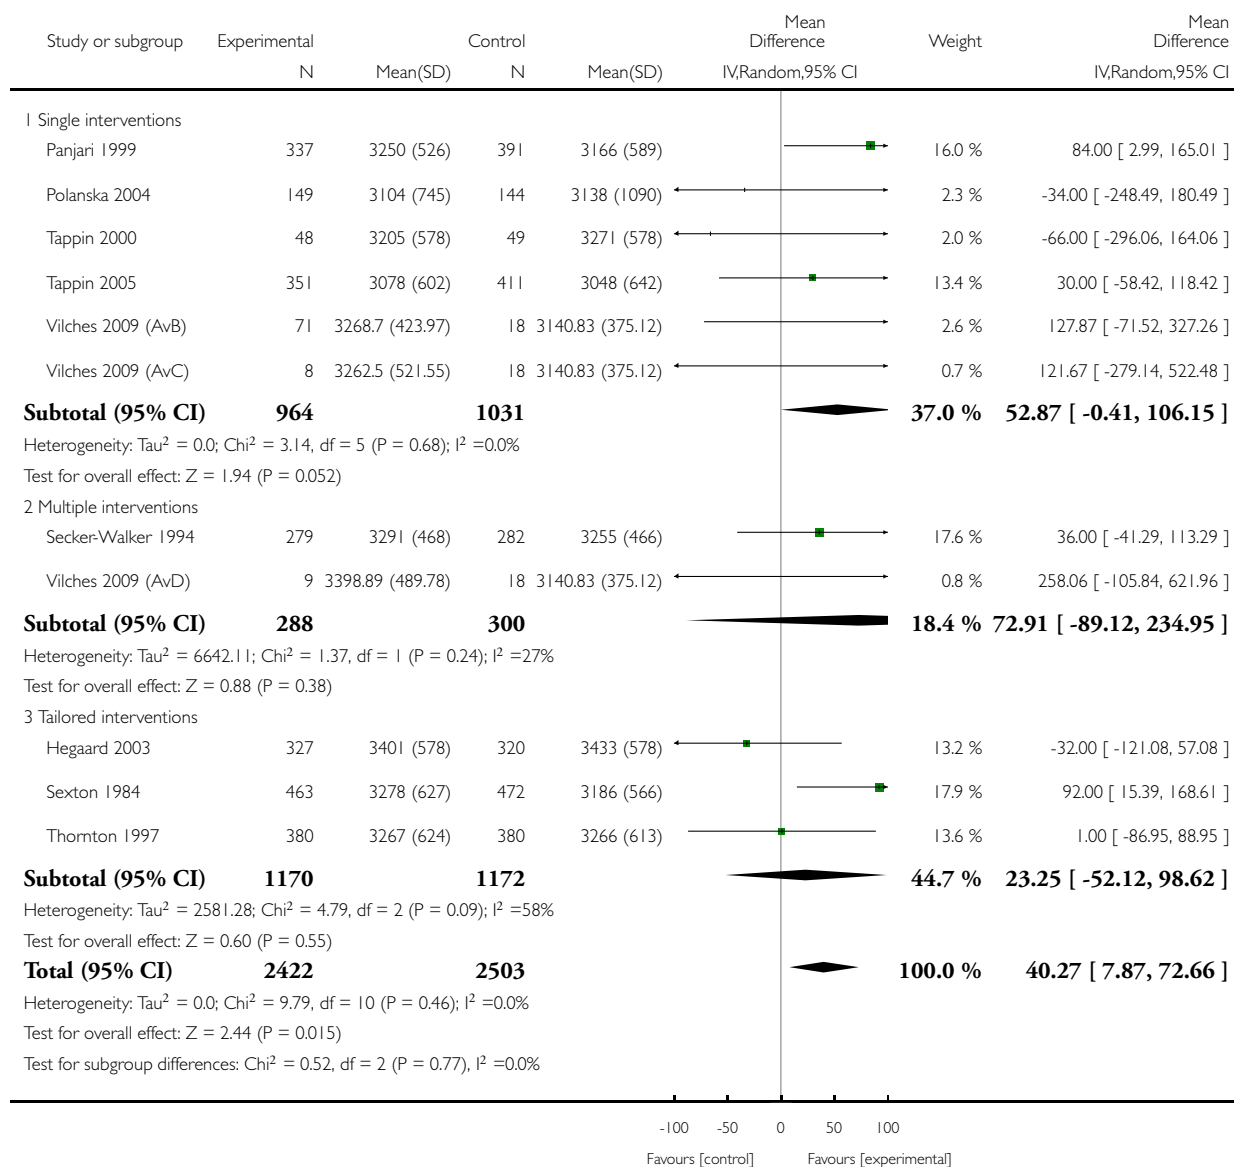 Study or subgroup Experimental Control Mean Difference Weight Mean Difference
N Mean(SD) N Mean(SD) IV,Random,95% CI IV,Random,95% CI
1 Single interventions
Panjari 1999 337 3250 (526) 391 3166 (589) 16.0 % 84.00 [ 2.99, 165.01 ]
Polanska 2004 149 3104 (745) 144 3138 (1090) 2.3 % -34.00 [ -248.49, 180.49 ]
Tappin 2000 48 3205 (578) 49 3271 (578) 2.0 % -66.00 [ -296.06, 164.06 ]
Tappin 2005 351 3078 (602) 411 3048 (642) 13.4 % 30.00 [ -58.42, 118.42 ]
Vilches 2009 (AvB) 71 3268.7 (423.97) 18 3140.83 (375.12) 2.6 % 127.87 [ -71.52, 327.26 ]
Vilches 2009 (AvC) 8 3262.5 (521.55) 18 3140.83 (375.12) 0.7 % 121.67 [ -279.14, 522.48 ]
Subtotal (95% CI) 964 1031 37.0 % 52.87 [ -0.41, 106.15 ]
Heterogeneity: Tau² = 0.0; Chi² = 3.14, df = 5 (P = 0.68); I² =0.0%
Test for overall effect: Z = 1.94 (P = 0.052)
2 Multiple interventions
Secker-Walker 1994 279 3291 (468) 282 3255 (466) 17.6 % 36.00 [ -41.29, 113.29 ]
Vilches 2009 (AvD) 9 3398.89 (489.78) 18 3140.83 (375.12) 0.8 % 258.06 [ -105.84, 621.96 ]
Subtotal (95% CI) 288 300 18.4 % 72.91 [ -89.12, 234.95 ]
Heterogeneity: Tau² = 6642.11; Chi² = 1.37, df = 1 (P = 0.24); I² =27%
Test for overall effect: Z = 0.88 (P = 0.38)
3 Tailored interventions
Hegaard 2003 327 3401 (578) 320 3433 (578) 13.2 % -32.00 [ -121.08, 57.08 ]
Sexton 1984 463 3278 (627) 472 3186 (566) 17.9 % 92.00 [ 15.39, 168.61 ]
Thornton 1997 380 3267 (624) 380 3266 (613) 13.6 % 1.00 [ -86.95, 88.95 ]
Subtotal (95% CI) 1170 1172 44.7 % 23.25 [ -52.12, 98.62 ]
Heterogeneity: Tau² = 2581.28; Chi² = 4.79, df = 2 (P = 0.09); I² =58%
Test for overall effect: Z = 0.60 (P = 0.55)
Total (95% CI) 2422 2503 100.0 % 40.27 [ 7.87, 72.66 ]
Heterogeneity: Tau² = 0.0; Chi² = 9.79, df = 10 (P = 0.46); I² =0.0%
Test for overall effect: Z = 2.44 (P = 0.015)
Test for subgroup differences: Chi² = 0.52, df = 2 (P = 0.77), I² =0.0%
-100 -50 0 50 100
Favours [control] Favours [experimental]